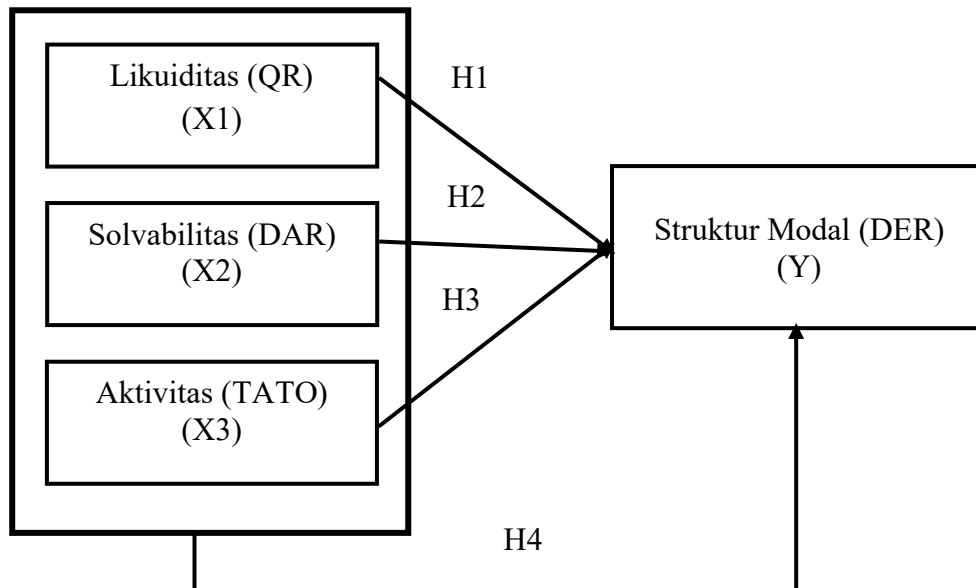 Likuiditas (QR)
(X1)
H1
H2
Solvabilitas (DAR)
(X2)
Struktur Modal (DER)
(Y)
H3
Aktivitas (TATO)
(X3)
H4